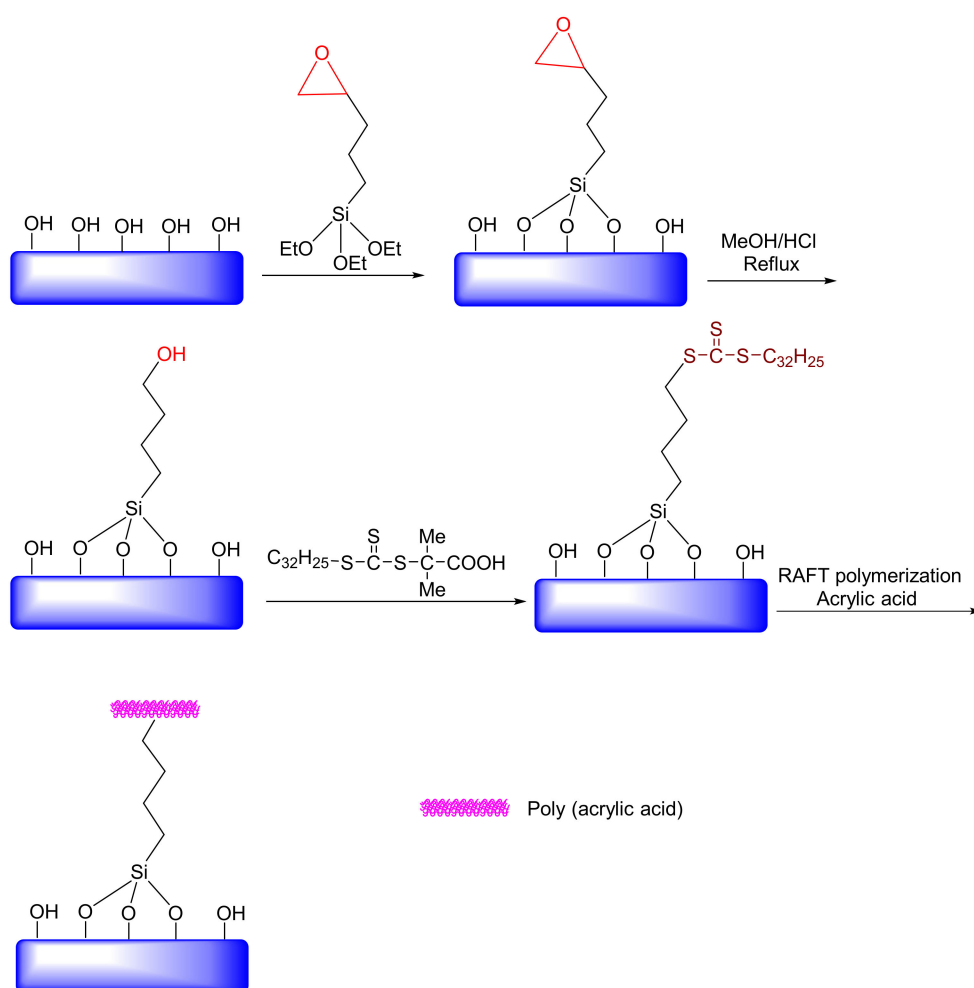 O
Si
EtO OEt
OEt
OH OH OH OH OH
O
Si
OH O O O OH
MeOH/HCl
Reflux
OH
Si
OH O O O OH
S
C32H25-S-C-S-C-COOH
Me
Me
S
S-C-S-C32H25
Si
OH O O O OH
RAFT polymerization
Acrylic acid
Si
OH O O O OH
Poly (acrylic acid)